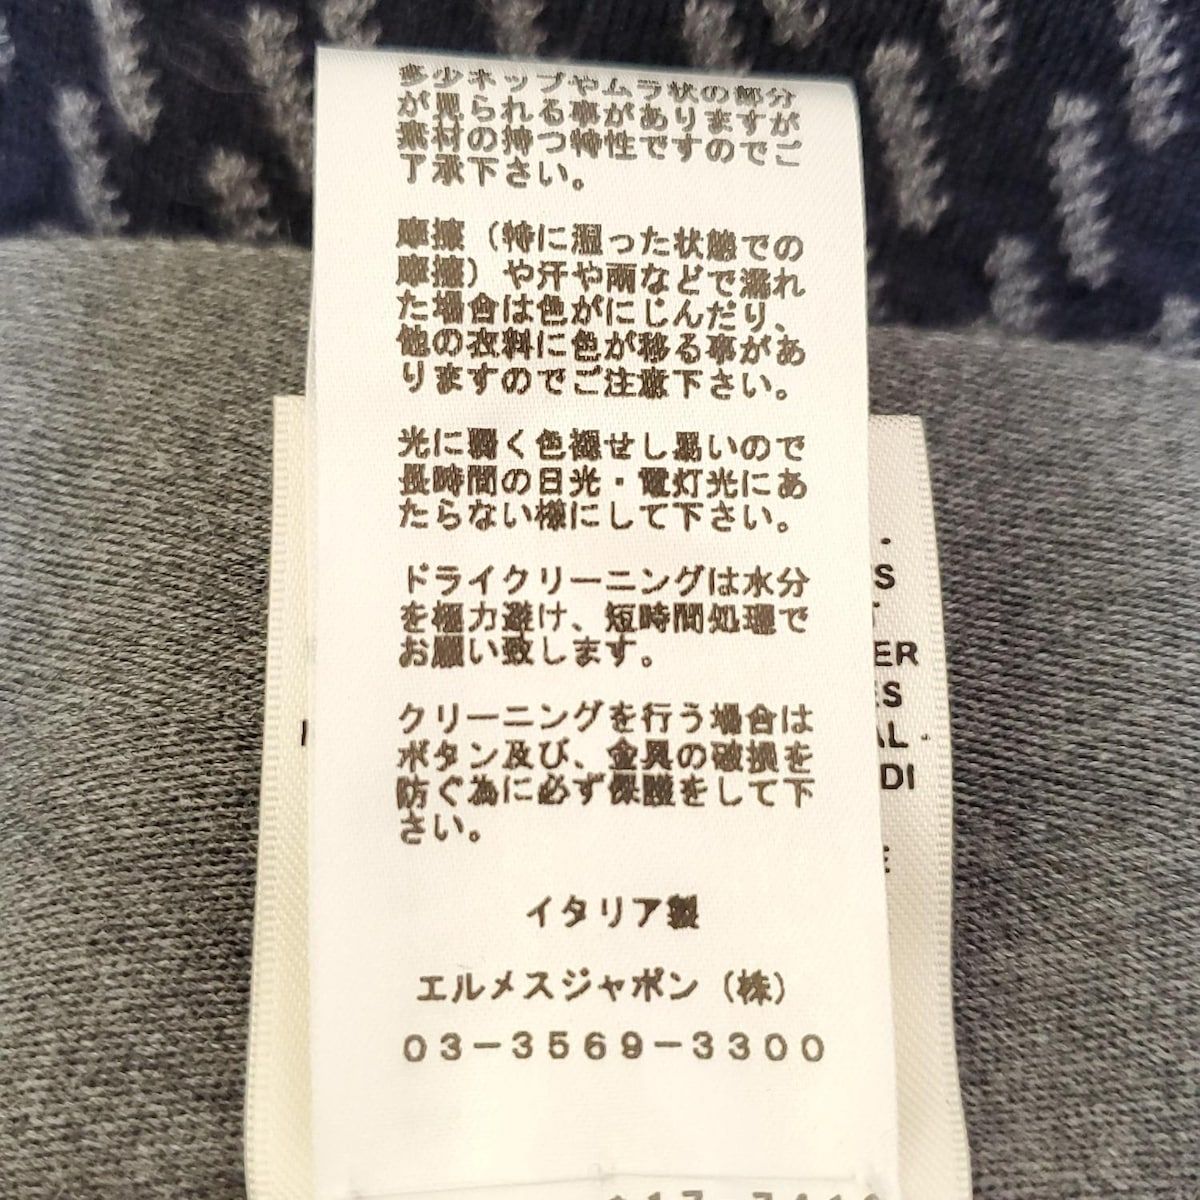 多少ネップやムラ状の部分
が見られる事がありますが
素材の持つ特性ですのでご
了承下さい。
摩擦（特に湿った状態での
摩擦）や汗や雨などで濡れ
た場合は色がにじんだり、
他の衣料に色が移る事があ
りますのでご注意下さい。
光に弱く色褪せし易いので
長時間の日光・電灯光にあ
たらない様にして下さい。
ドライクリーニングは水分
を極力避け、短時間処理で
お願い致します。
クリーニングを行う場合は
ボタン及び、金具の破損を
防ぐ為に必ず保護をして下
さい。
イタリア製
エルメスジャポン（株）
03-3569-3300
ER
ES
AL
DI
E